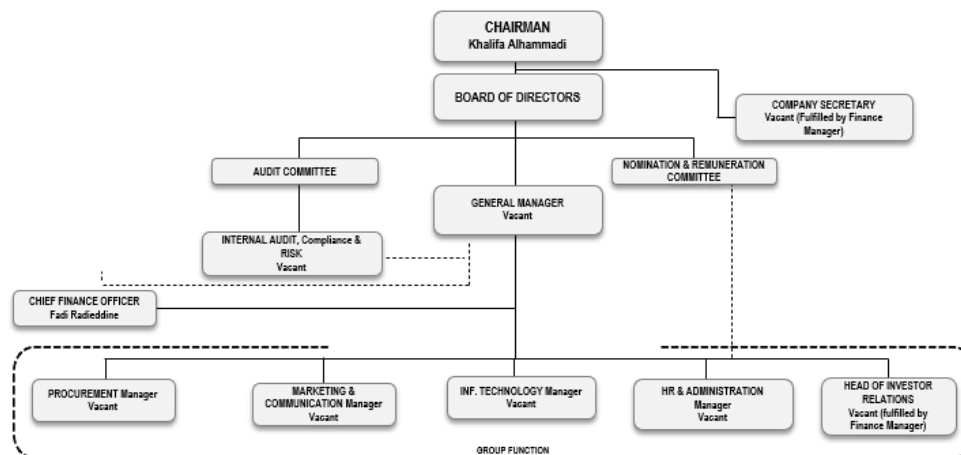 CHAIRMAN
Khalifa Alhammadi
BOARD OF DIRECTORS
COMPANY SECRETARY
Vacant (Fulfilled by Finance
Manager)
AUDIT COMMITTEE
NOMINATION & REMUNERATION
COMMITTEE
GENERAL MANAGER
Vacant
INTERNAL AUDIT, Compliance &
RISK
Vacant
CHIEF FINANCE OFFICER
Fadi Radieddine
PROCUREMENT Manager
Vacant
MARKETING &
COMMUNICATION Manager
Vacant
INF. TECHNOLOGY Manager
Vacant
HR & ADMINISTRATION
Manager
Vacant
HEAD OF INVESTOR
RELATIONS
Vacant (fulfilled by
Finance Manager)
GROUP FUNCTION